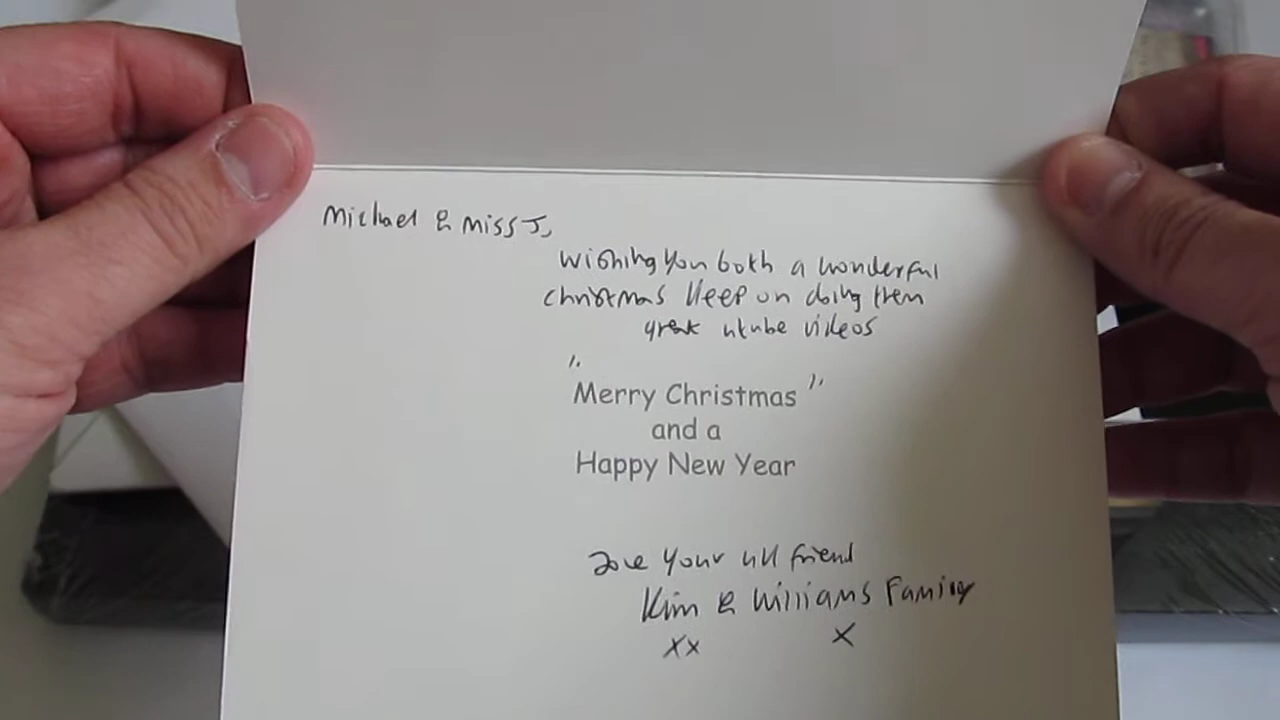 Michael & miss J,
wishing you both a wonderful
christmas keep on doing them
great utube videos
"
Merry Christmas "
and a
Happy New Year
love your uk friend
Kim & Williams Family
xx x